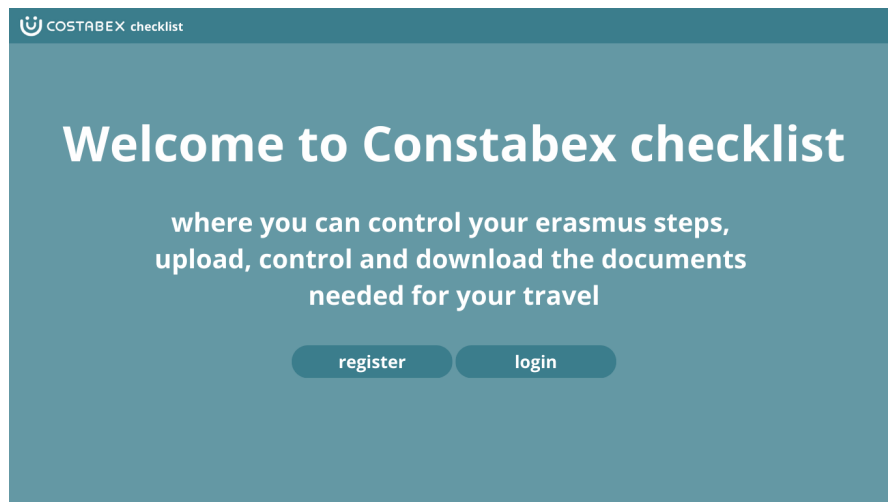 COSTABEX checklist
Welcome to Constabex checklist
where you can control your erasmus steps,
upload, control and download the documents
needed for your travel
register login